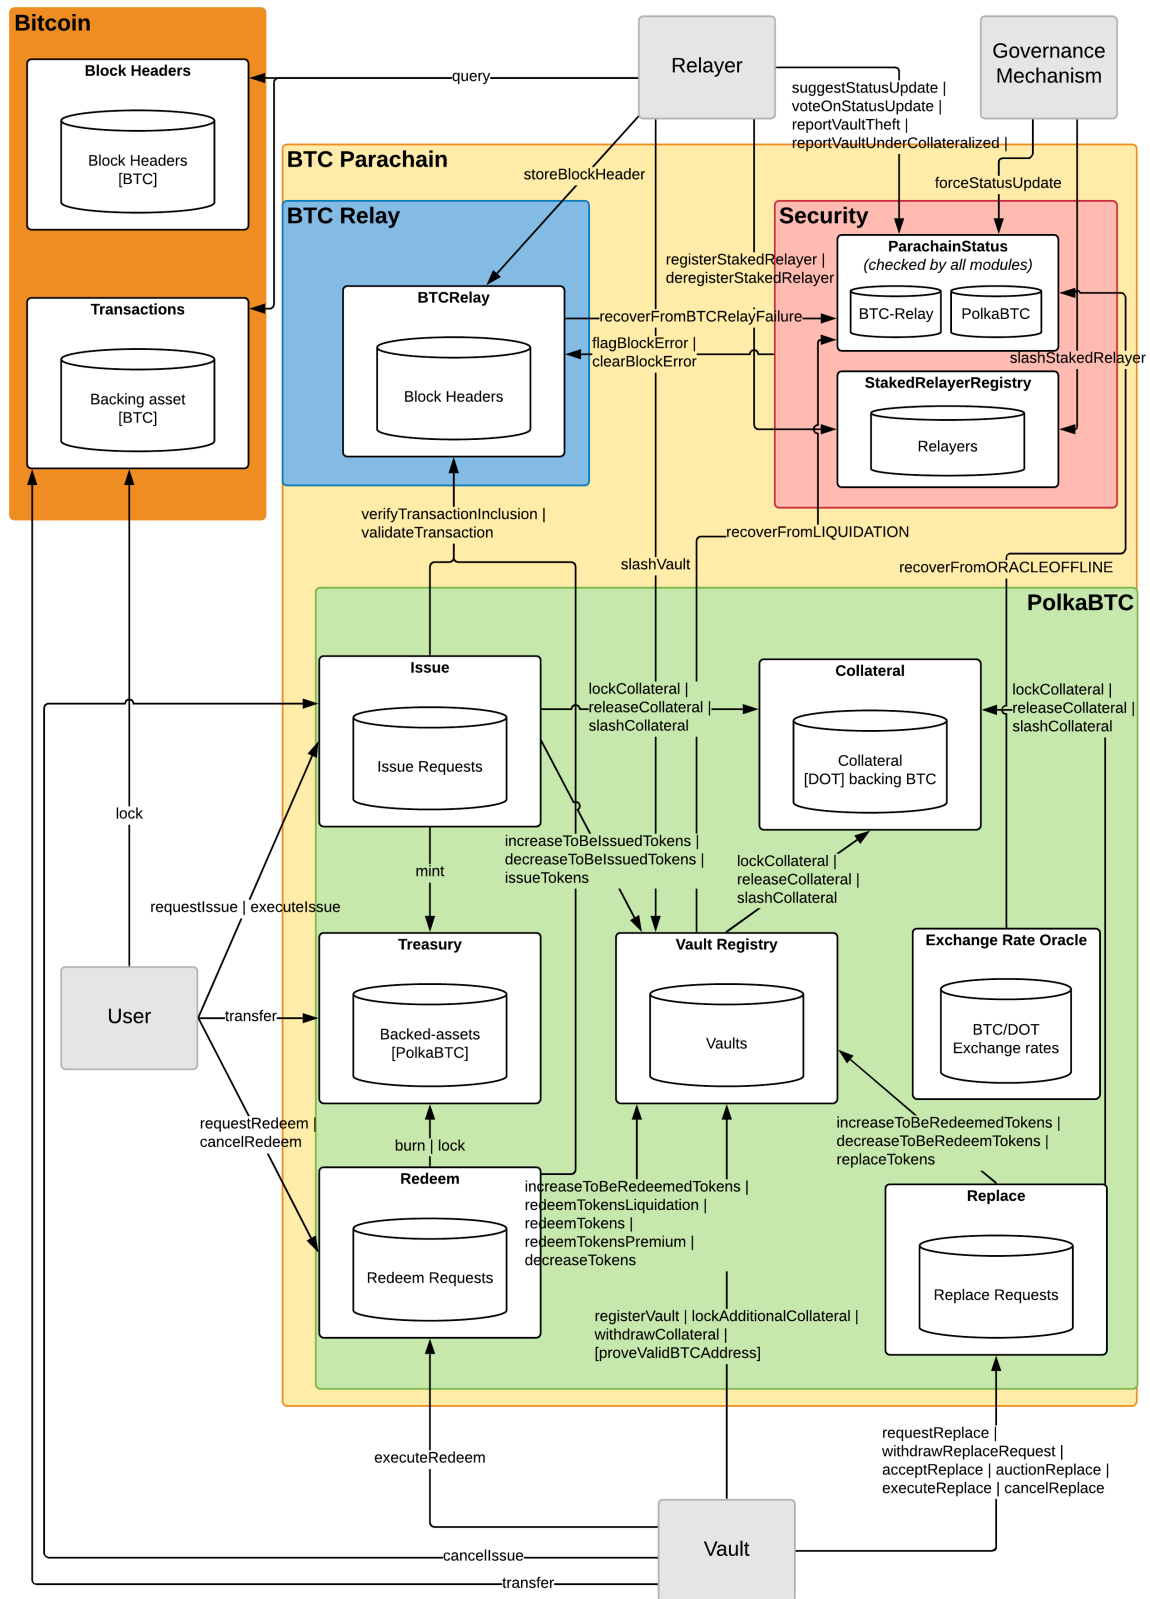 Bitcoin
Block Headers
Block Headers
[BTC]
Transactions
Backing asset
[BTC]
Relayer
Governance
Mechanism
query
suggestStatusUpdate |
voteOnStatusUpdate |
reportVaultTheft |
reportVaultUnderCollateralized |
BTC Parachain
storeBlockHeader
forceStatusUpdate
BTC Relay
Security
BTCRelay
Block Headers
registerStakedRelayer |
deregisterStakedRelayer
ParachainStatus
(checked by all modules)
BTC-Relay
PolkaBTC
recoverFromBTCRelayFailure
flagBlockError |
clearBlockError
slashStakedRelayer
StakedRelayerRegistry
Relayers
verifyTransactionInclusion |
validateTransaction
recoverFromLIQUIDATION
slashVault
recoverFromORACLEOFFLINE
PolkaBTC
Issue
Issue Requests
lockCollateral |
releaseCollateral |
slashCollateral
Collateral
Collateral
[DOT] backing BTC
lockCollateral |
releaseCollateral |
slashCollateral
lock
mint
increaseToBeIssuedTokens |
decreaseToBeIssuedTokens |
issueTokens
lockCollateral |
releaseCollateral |
slashCollateral
requestIssue | executeIssue
Treasury
Backed-assets
[PolkaBTC]
Vault Registry
Vaults
Exchange Rate Oracle
BTC/DOT
Exchange rates
User
transfer
requestRedeem |
cancelRedeem
burn | lock
increaseToBeRedeemedTokens |
decreaseToBeRedeemTokens |
replaceTokens
Redeem
Redeem Requests
increaseToBeRedeemedTokens |
redeemTokensLiquidation |
redeemTokens |
redeemTokensPremium |
decreaseTokens
Replace
Replace Requests
registerVault | lockAdditionalCollateral |
withdrawCollateral |
[proveValidBTCAddress]
executeRedeem
requestReplace |
withdrawReplaceRequest |
acceptReplace | auctionReplace |
executeReplace | cancelReplace
Vault
cancelIssue
transfer